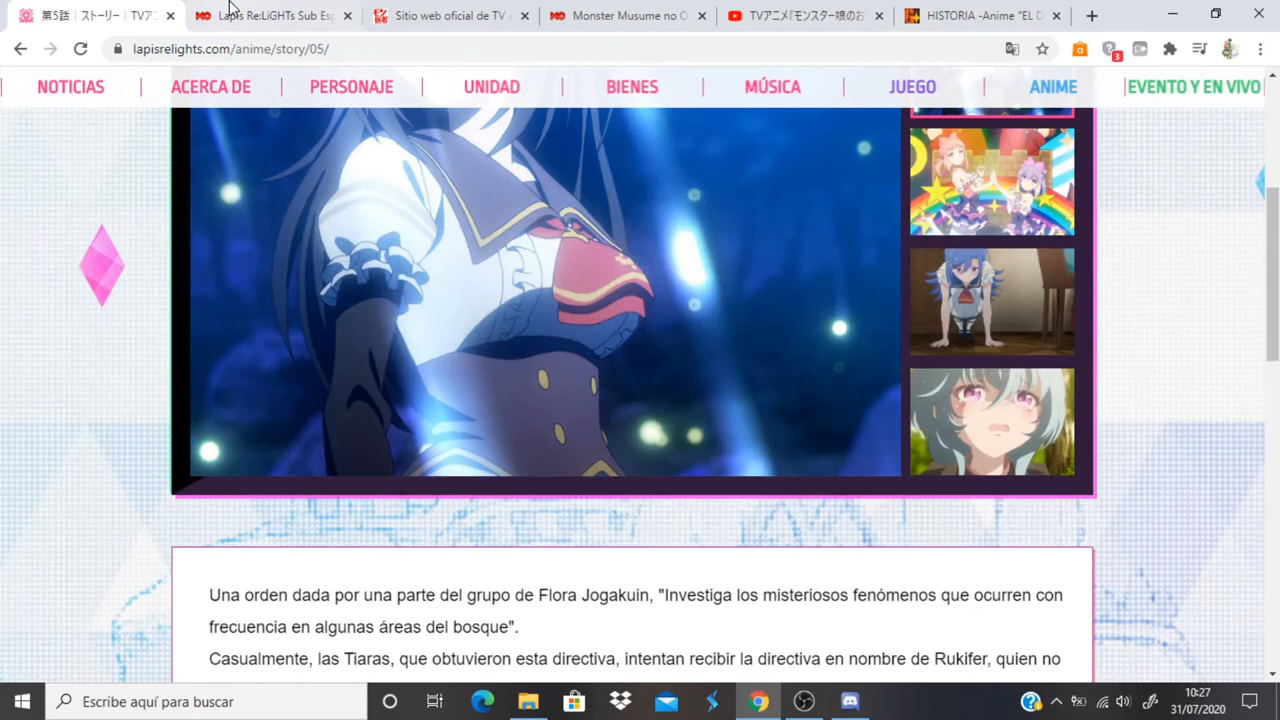 第5話｜ストーリー｜TVア
Lapis Re:LiGHTs Sub Esp
Sitio web oficial de TV A
Monster Musume no O
TVアニメ『モンスター娘のお
HISTORIA -Anime "EL D
lapisrelights.com/anime/story/05/
3
NOTICIAS
ACERCA DE
PERSONAJE
UNIDAD
BIENES
MÚSICA
JUEGO
ANIME
EVENTO Y EN VIVO
Una orden dada por una parte del grupo de Flora Jogakuin, "Investiga los misteriosos fenómenos que ocurren con
frecuencia en algunas áreas del bosque".
Casualmente, las Tiaras, que obtuvieron esta directiva, intentan recibir la directiva en nombre de Rukifer, quien no
Escribe aquí para buscar
10:27
31/07/2020